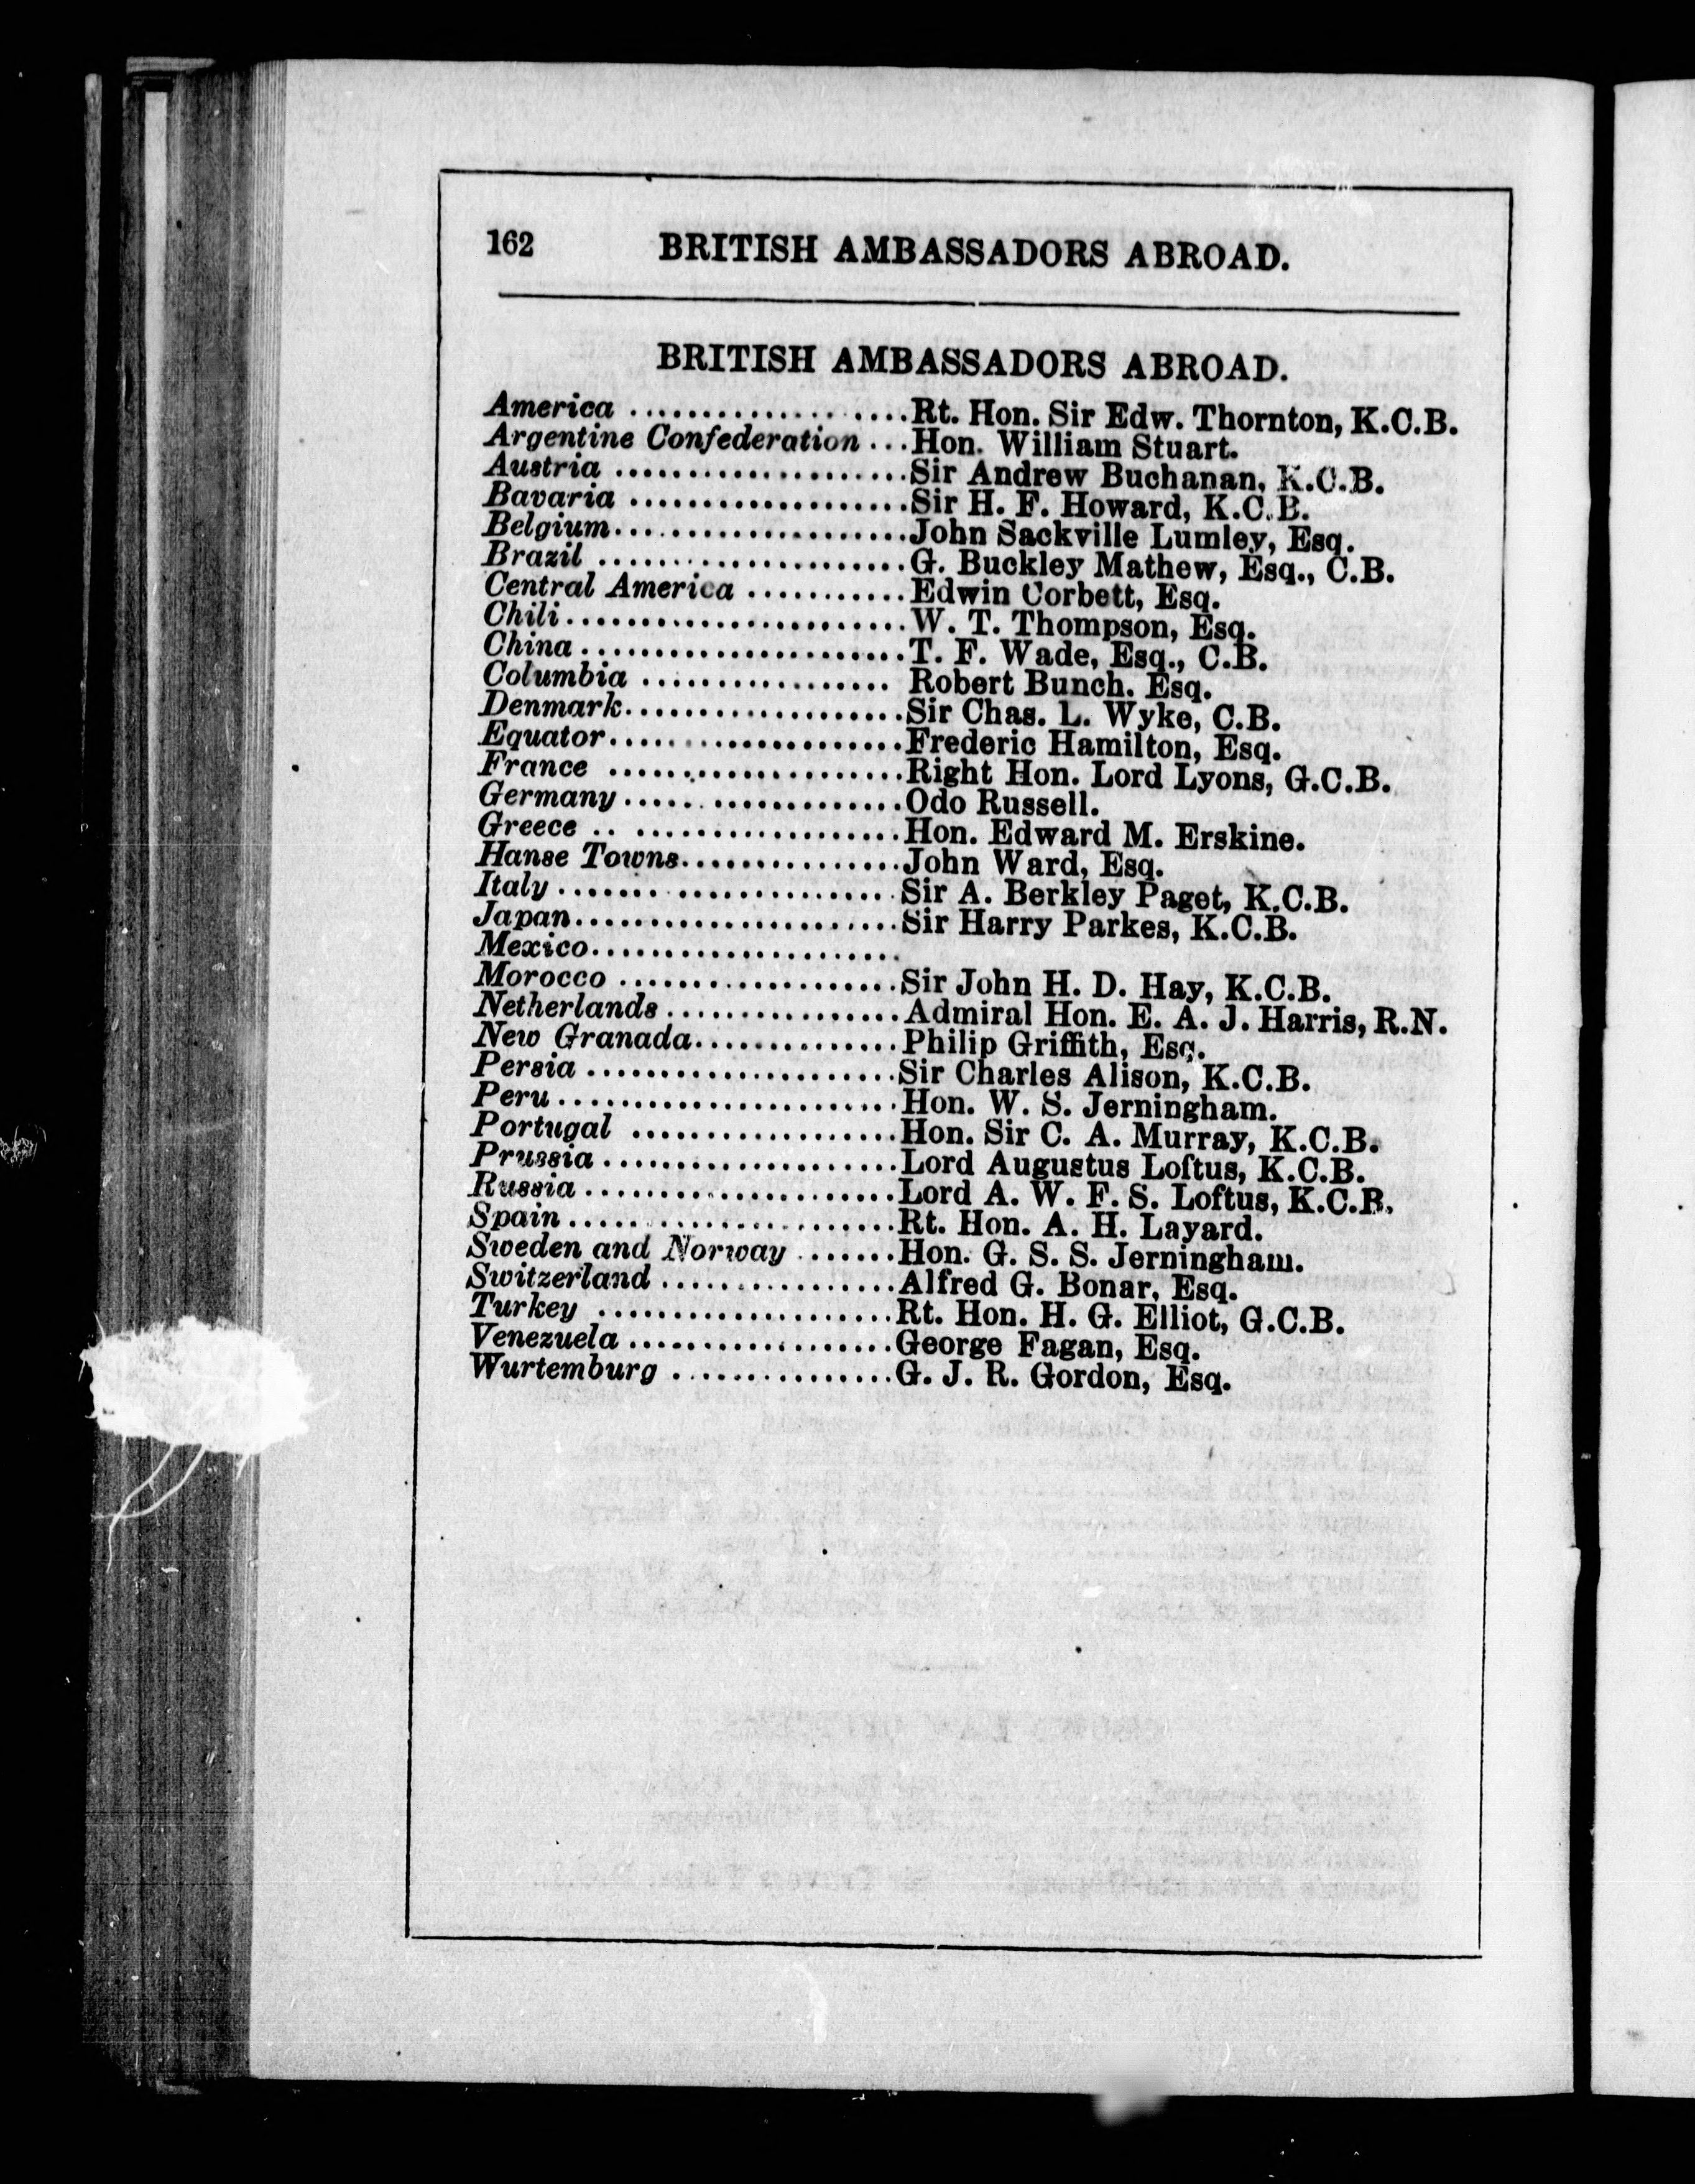 162 BRITISH AMBASSADORS ABROAD.
BRITISH AMBASSADORS ABROAD.
America ...................Rt. Hon. Sir Edw. Thornton, K.C.B.
Argentine Confederation ...Hon. William Stuart.
Austria ....................Sir Andrew Buchanan, K.C.B.
Bavaria ...................Sir H. F. Howard, K.C.B.
Belgium....................John Sackville Lumley, Esq.
Brazil .....................G. Buckley Mathew, Esq., C.B.
Central America ...........Edwin Corbett, Esq.
Chili.......................W. T. Thompson, Esq.
China......................T. F. Wade, Esq., C.B.
Columbia ................. Robert Bunch. Esq.
Denmark...................Sir Chas. L. Wyke, C.B.
Equator....................Frederic Hamilton, Esq.
France ....................Right Hon. Lord Lyons, G.C.B.
Germany...................Odo Russell.
Greece .. ..................Hon. Edward M. Erskine.
Hanse Towns...............John Ward, Esq.
Italy.......................Sir A. Berkley Paget, K.C.B.
Japan......................Sir Harry Parkes, K.C.B.
Mexico.....................
Morocco ...................Sir John H. D. Hay, K.C.B.
Netherlands................Admiral Hon. E. A. J. Harris, R.N.
New Granada..............Philip Griffith, Esq.
Persia .....................Sir Charles Alison, K.C.B.
Peru.......................Hon. W. S. Jerningham.
Portugal ..................Hon. Sir C. A. Murray, K.C.B.
Prussia....................Lord Augustus Loftus, K.C.B.
Russia.....................Lord A. W. F. S. Loftus, K.C.B.
Spain......................Rt. Hon. A. H. Layard.
Sweden and Norway .......Hon. G. S. S. Jerningham.
Switzerland ................Alfred G. Bonar, Esq.
Turkey ....................Rt. Hon. H. G. Elliot, G.C.B.
Venezuela ..................George Fagan, Esq.
Wurtemburg ...............G. J. R. Gordon, Esq.